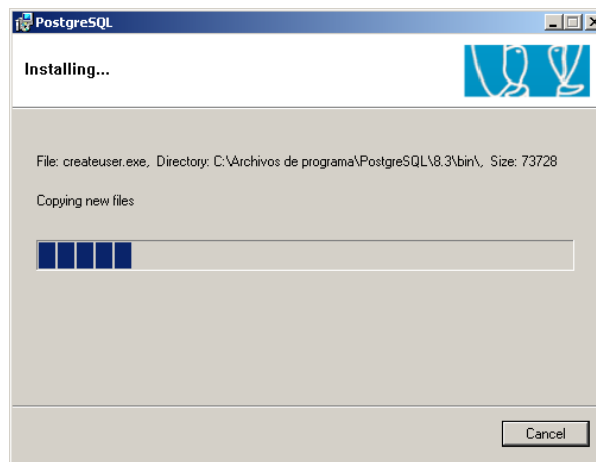 PostgreSQL
Installing...
File: createuser.exe, Directory: C:\Archivos de programa\PostgreSQL\8.3\bin\, Size: 73728
Copying new files
Cancel